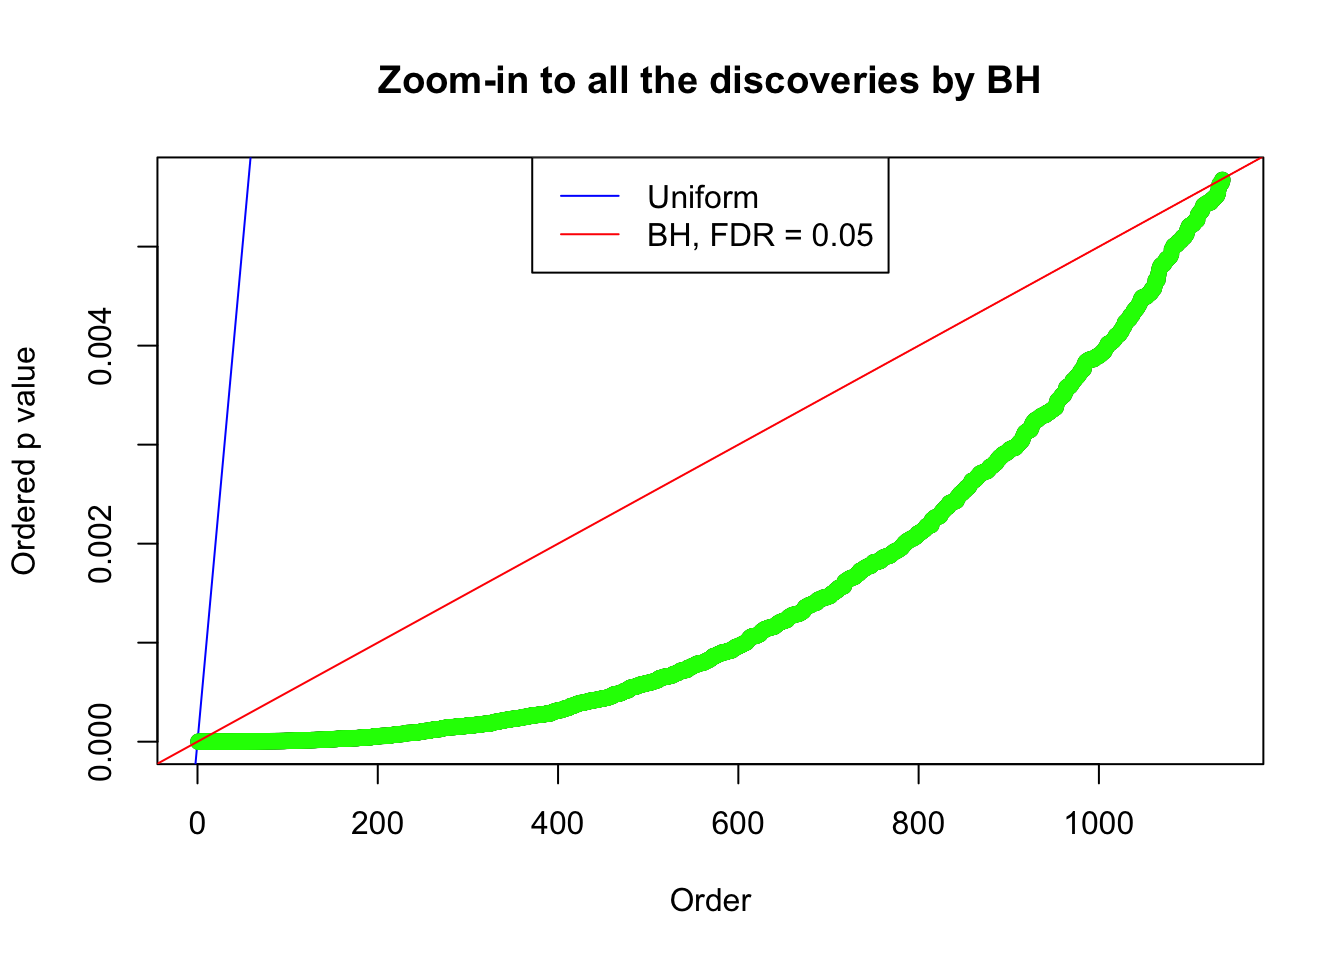 Zoom-in to all the discoveries by BH
Uniform
BH, FDR = 0.05
Ordered p value
0.004
0.002
0.000
0 200 400 600 800 1000
Order